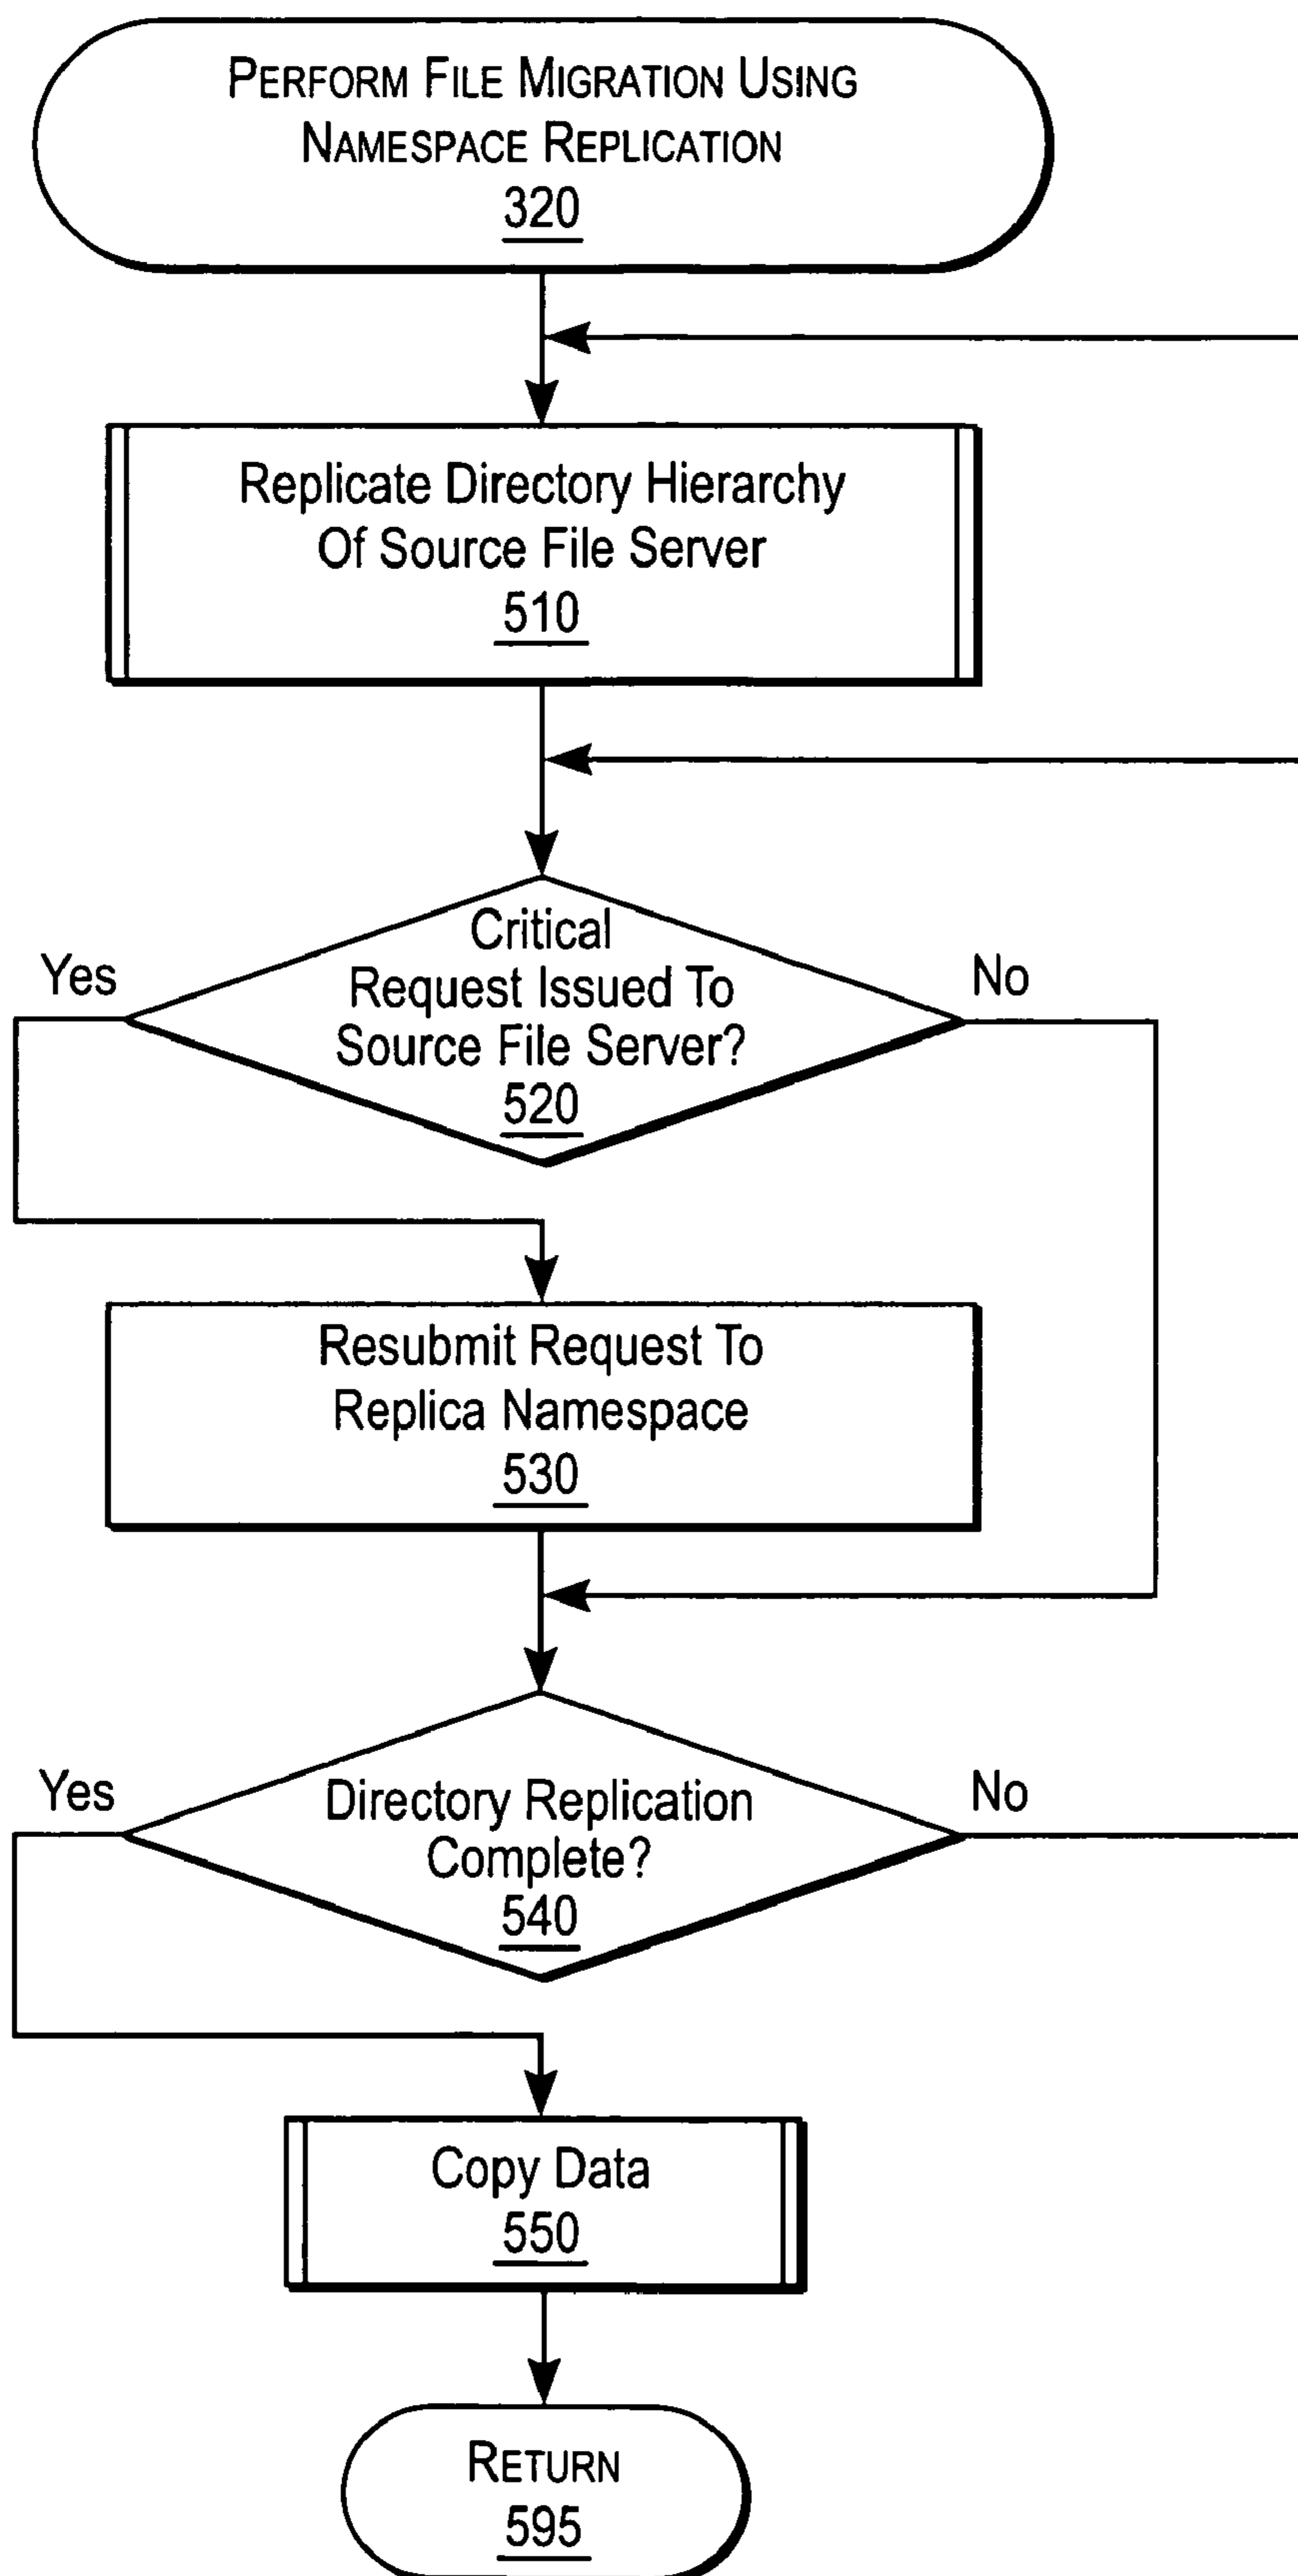 PERFORM FILE MIGRATION USING
NAMESPACE REPLICATION
320
Replicate Directory Hierarchy
Of Source File Server
510
Critical
Request Issued To
Source File Server?
520
Yes
No
Resubmit Request To
Replica Namespace
530
Directory Replication
Complete?
540
Yes
No
Copy Data
550
RETURN
595